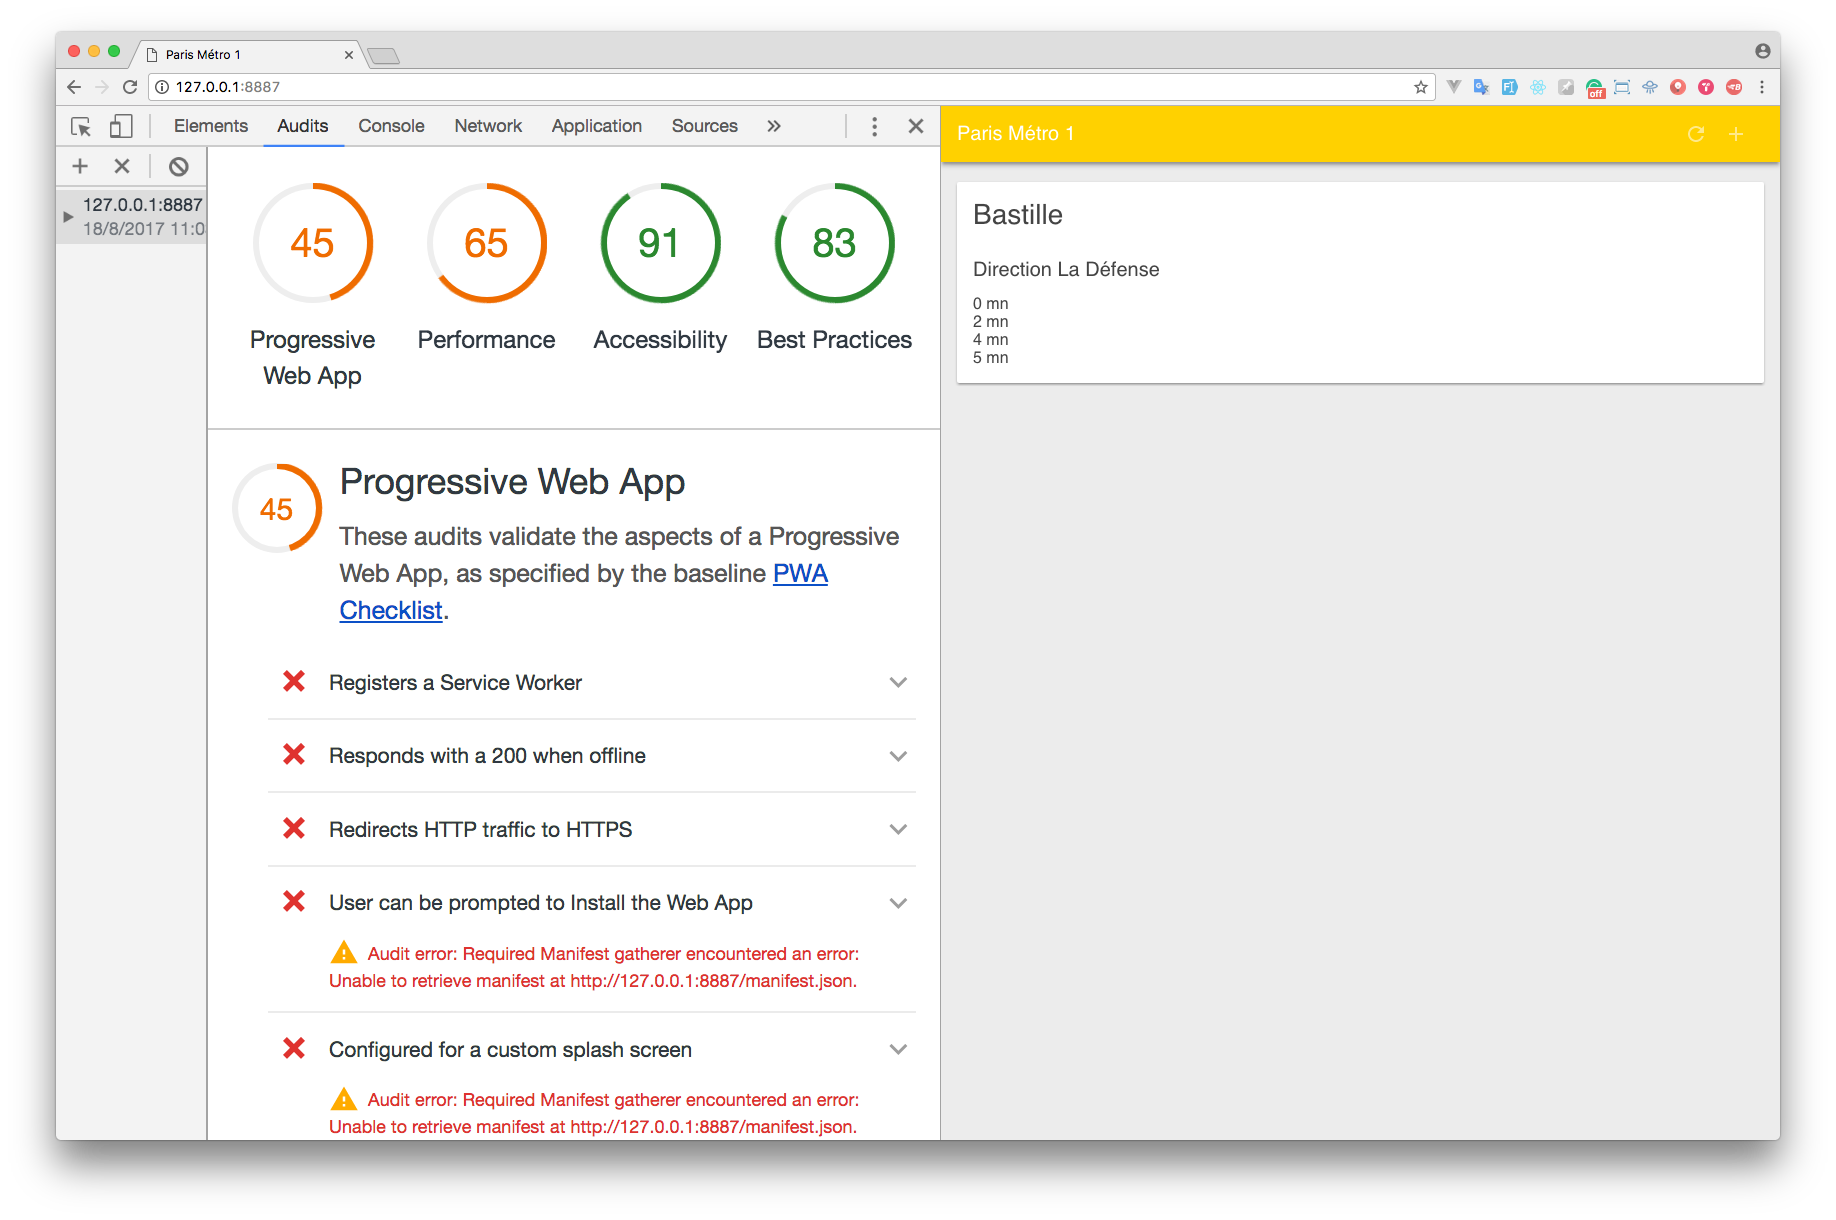 Paris Métro 1
127.0.0.1:8887
off
Elements Audits Console Network Application Sources
Paris Métro 1
127.0.0.1:8887
18/8/2017 11:0
45 65 91 83
Progressive Web App
Performance
Accessibility
Best Practices
45
Progressive Web App
These audits validate the aspects of a Progressive
Web App, as specified by the baseline PWA
Checklist.
Registers a Service Worker
Responds with a 200 when offline
Redirects HTTP traffic to HTTPS
User can be prompted to Install the Web App
Audit error: Required Manifest gatherer encountered an error:
Unable to retrieve manifest at http://127.0.0.1:8887/manifest.json.
Configured for a custom splash screen
Audit error: Required Manifest gatherer encountered an error:
Unable to retrieve manifest at http://127.0.0.1:8887/manifest.json.
Bastille
Direction La Défense
0 mn
2 mn
4 mn
5 mn